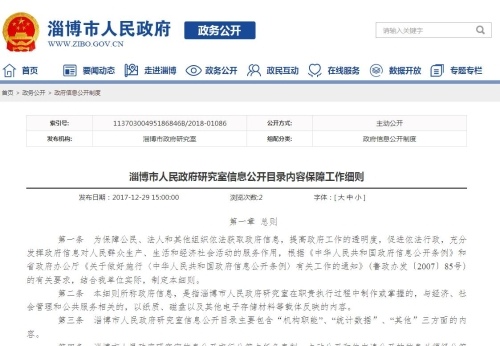 淄博市人民政府
WWW.ZIBO.GOV.CN
政务公开
请输入关键字
首页 要闻动态 走进淄博 政务公开 政民互动 在线服务 数据开放 专题专栏
首页 > 政务公开 > 政府信息公开制度
索引号: 11370300495186846B/2018-01086 公开方式: 主动公开
发布机构: 淄博市政府研究室 组配分类: 政府信息公开制度
淄博市人民政府研究室信息公开目录内容保障工作细则
发布日期：2017-12-29 15:00:00 浏览次数:2 字体：[ 大 中 小 ]
第一章 总则
第一条 为保障公民、法人和其他组织依法获取政府信息，提高政府工作的透明度，促进依法行政，充分
发挥政府信息对人民群众生产、生活和经济社会活动的服务作用，根据《中华人民共和国政府信息公开条例》和
省政府办公厅《关于做好施行〈中华人民共和国政府信息公开条例〉有关工作的通知》(鲁政办发〔2007〕85号)
的有关要求，结合我单位实际，制定本细则。
第二条 本细则所称政府信息，是指淄博市人民政府研究室在职责执行过程中制作或掌握的，与经济、社
会管理和公共服务相关的，以纸质、磁盘以及其他电子存储材料等载体反映的内容。
第三条 淄博市人民政府研究室信息公开目录主要包含“机构职能”、“统计数据”、“其他”三方面的内
容。